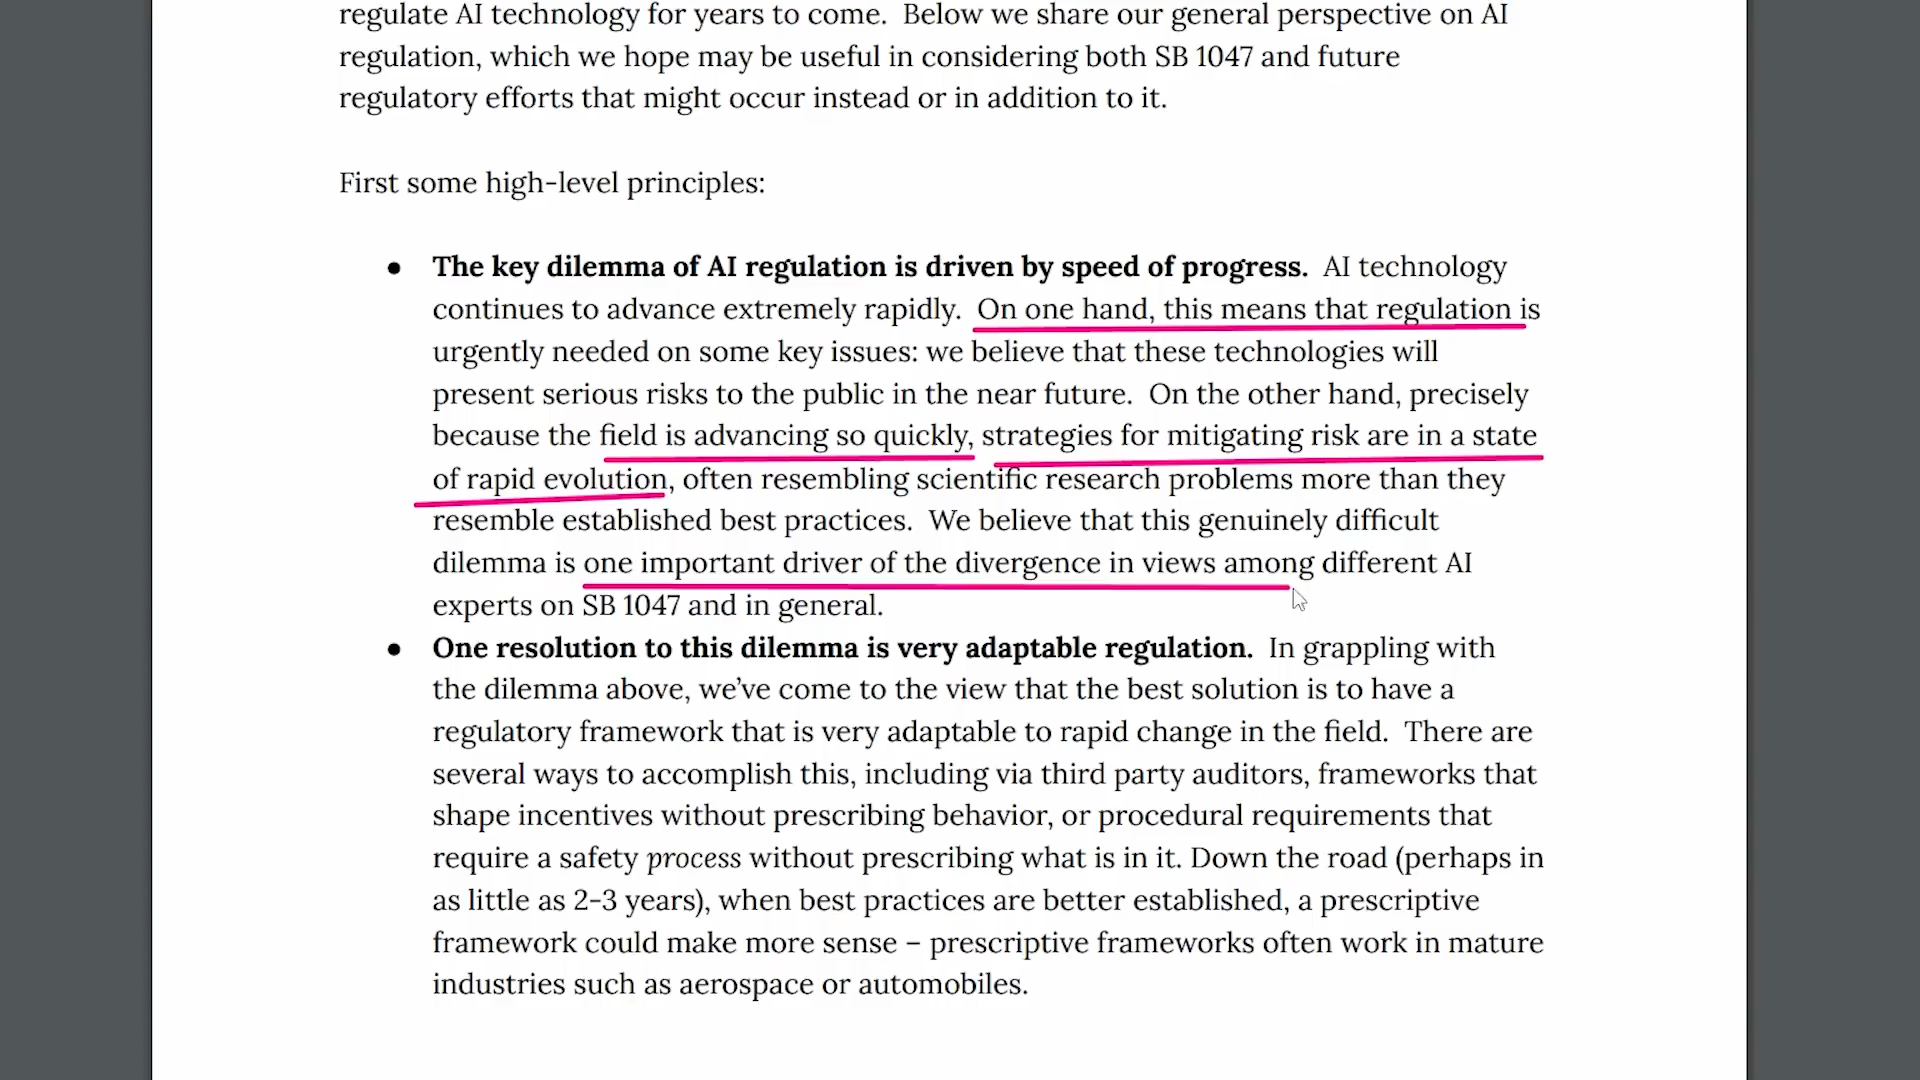 regulate AI technology for years to come. Below we share our general perspective on AI
regulation, which we hope may be useful in considering both SB 1047 and future
regulatory efforts that might occur instead or in addition to it.
First some high-level principles:
● The key dilemma of AI regulation is driven by speed of progress. AI technology
continues to advance extremely rapidly. On one hand, this means that regulation is
urgently needed on some key issues: we believe that these technologies will
present serious risks to the public in the near future. On the other hand, precisely
because the field is advancing so quickly, strategies for mitigating risk are in a state
of rapid evolution, often resembling scientific research problems more than they
resemble established best practices. We believe that this genuinely difficult
dilemma is one important driver of the divergence in views among different AI
experts on SB 1047 and in general.
● One resolution to this dilemma is very adaptable regulation. In grappling with
the dilemma above, we’ve come to the view that the best solution is to have a
regulatory framework that is very adaptable to rapid change in the field. There are
several ways to accomplish this, including via third party auditors, frameworks that
shape incentives without prescribing behavior, or procedural requirements that
require a safety process without prescribing what is in it. Down the road (perhaps in
as little as 2-3 years), when best practices are better established, a prescriptive
framework could make more sense – prescriptive frameworks often work in mature
industries such as aerospace or automobiles.